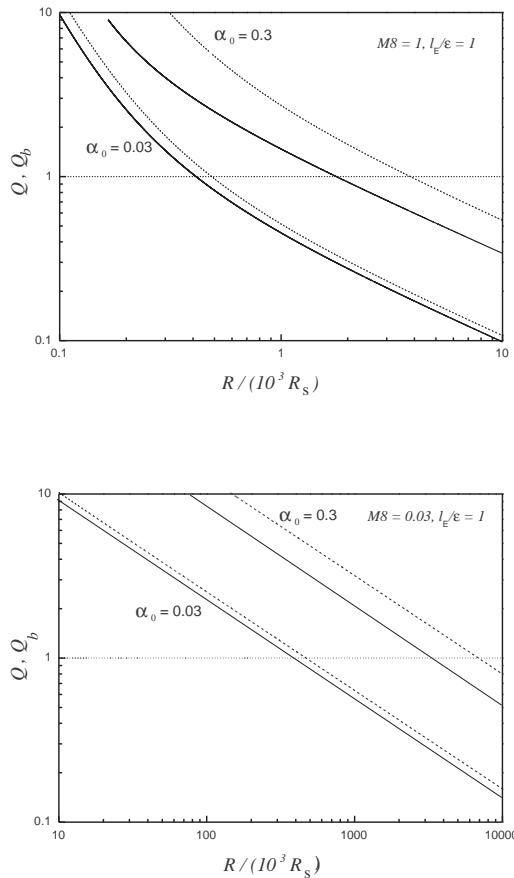 10
α₀ = 0.3
M8 = 1, l_E/ε = 1
α₀ = 0.03
Q , Q_b
1
0.1
0.1
1
10
R / (10³ R_S)
10
α₀ = 0.3
M8 = 0.03, l_E/ε = 1
α₀ = 0.03
Q , Q_b
1
0.1
10
100
1000
10000
R / (10³ R_S)